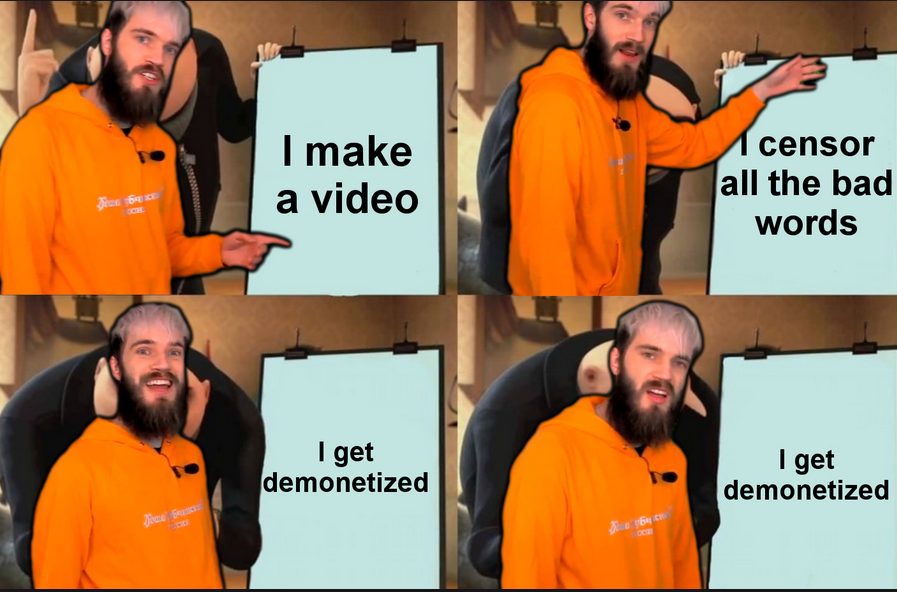 I make
a video
I censor
all the bad
words
I get
demonetized
I get
demonetized